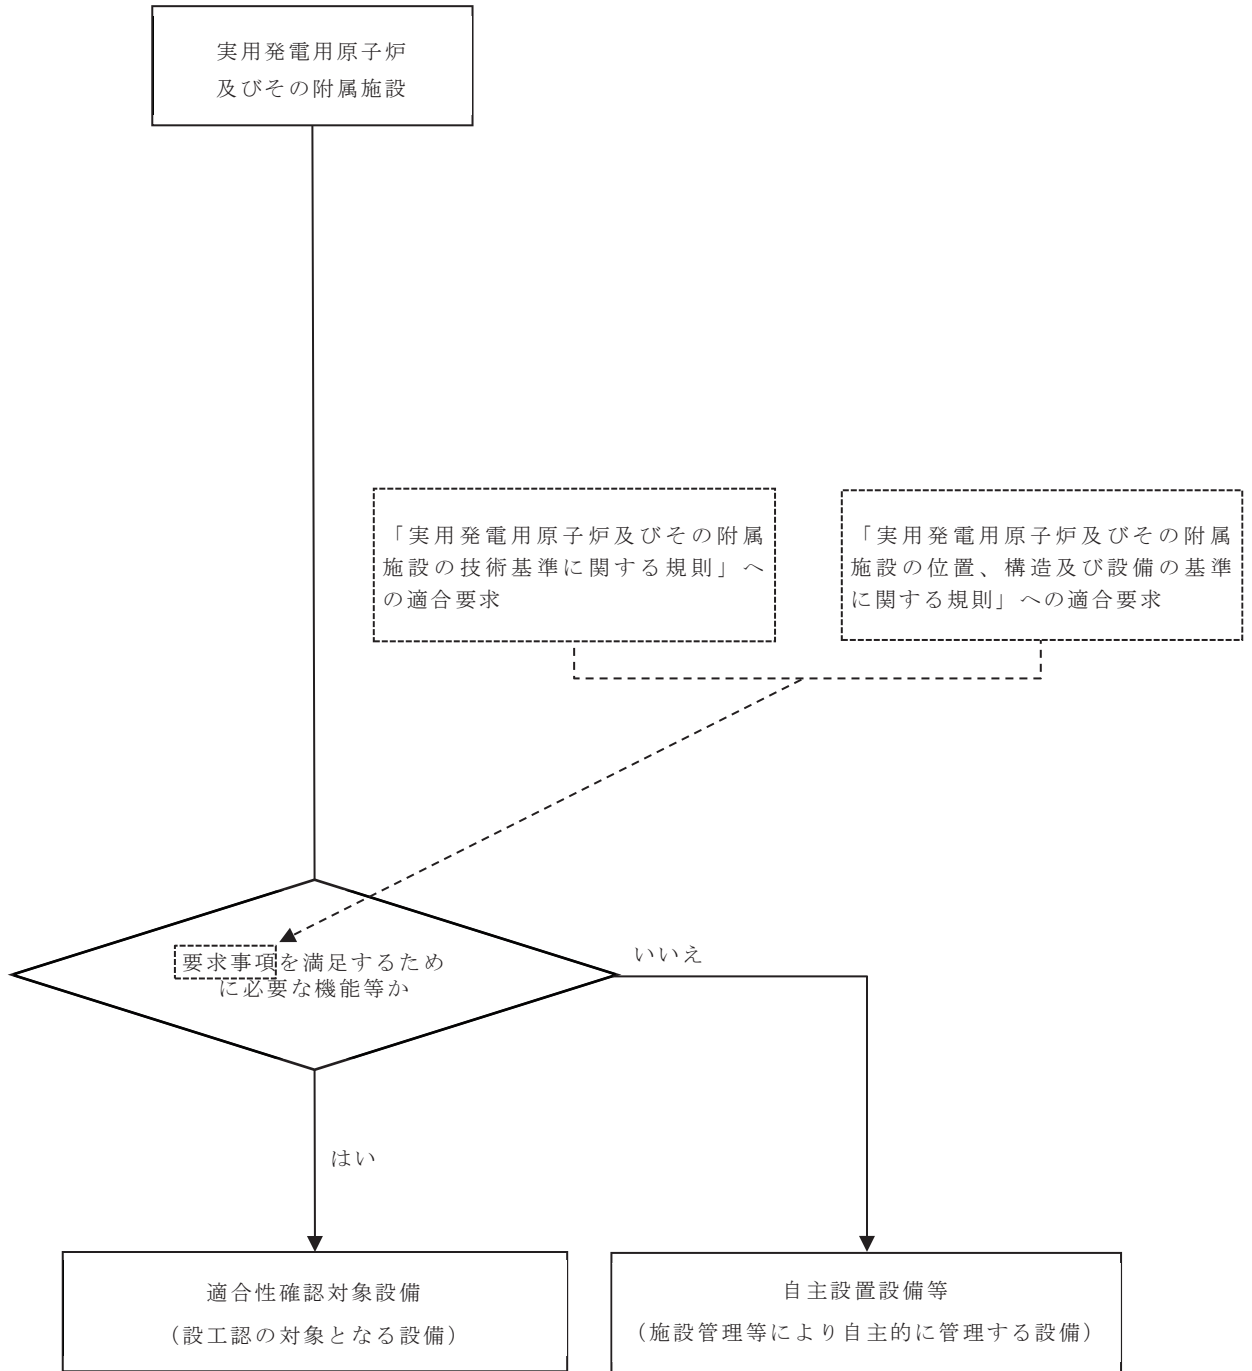 実用発電用原子炉
及びその附属施設
「実用発電用原子炉及びその附属
施設の技術基準に関する規則」へ
の適合要求
「実用発電用原子炉及びその附属
施設の位置、構造及び設備の基準
に関する規則」への適合要求
要求事項を満足するため
に必要な機能等か
いいえ
はい
適合性確認対象設備
（設工認の対象となる設備）
自主設置設備等
（施設管理等により自主的に管理する設備）